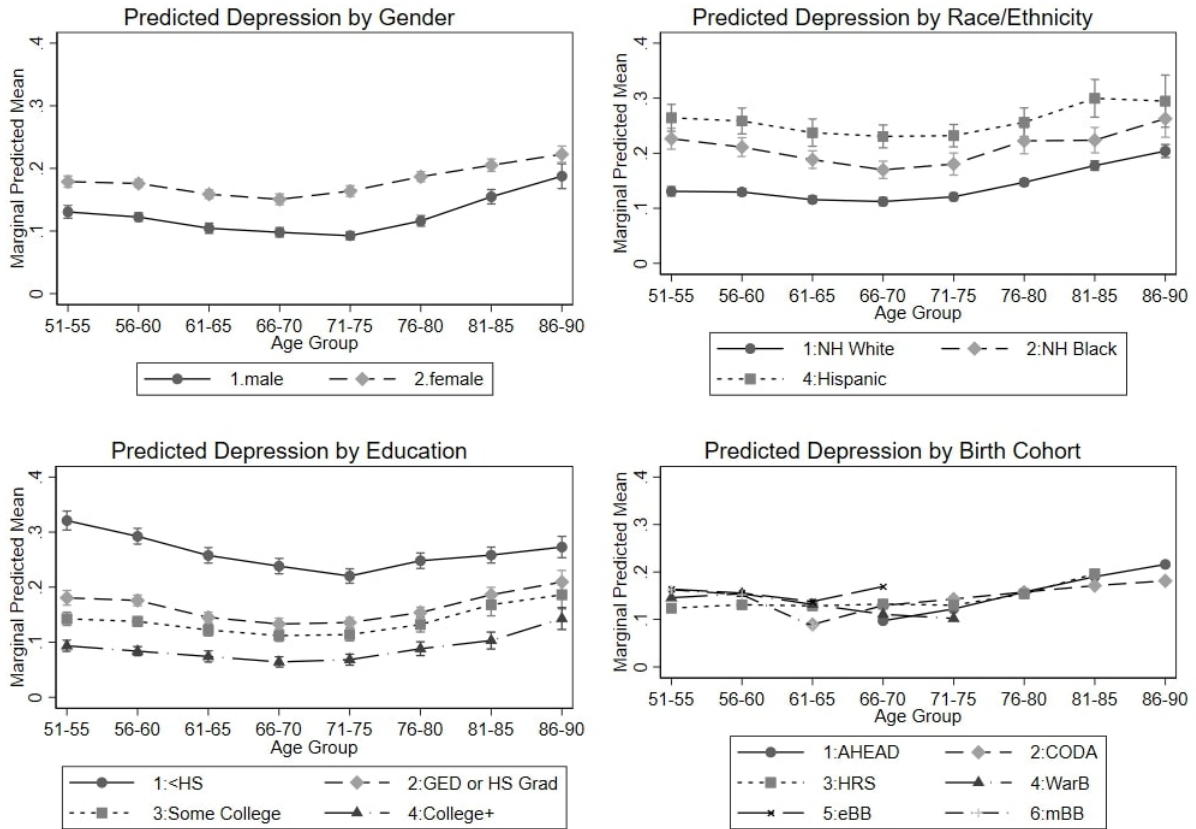 Predicted Depression by Gender
Marginal Predicted Mean
.4
.3
.2
.1
0
51-55 56-60 61-65 66-70 71-75 76-80 81-85 86-90
Age Group
1.male 2.female
Predicted Depression by Race/Ethnicity
Marginal Predicted Mean
.4
.3
.2
.1
0
51-55 56-60 61-65 66-70 71-75 76-80 81-85 86-90
Age Group
1:NH White 2:NH Black
4:Hispanic
Predicted Depression by Education
Marginal Predicted Mean
.4
.3
.2
.1
0
51-55 56-60 61-65 66-70 71-75 76-80 81-85 86-90
Age Group
1:<HS 2:GED or HS Grad
3:Some College 4:College+
Predicted Depression by Birth Cohort
Marginal Predicted Mean
.4
.3
.2
.1
0
51-55 56-60 61-65 66-70 71-75 76-80 81-85 86-90
Age Group
1:AHEAD 2:CODA
3:HRS 4:WarB
5:eBB 6:mBB